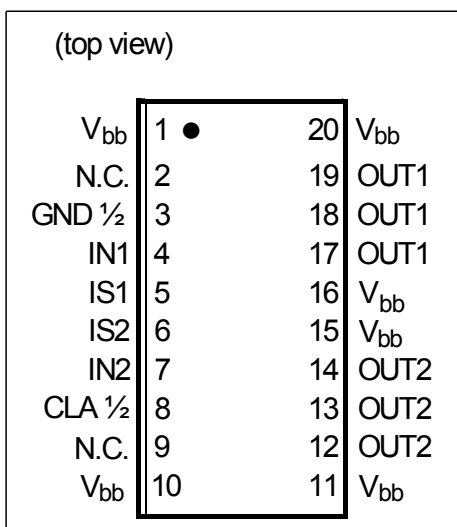 (top view)
Vbb 1 ● 20 Vbb
N.C. 2 19 OUT1
GND ½ 3 18 OUT1
IN1 4 17 OUT1
IS1 5 16 Vbb
IS2 6 15 Vbb
IN2 7 14 OUT2
CLA ½ 8 13 OUT2
N.C. 9 12 OUT2
Vbb 10 11 Vbb